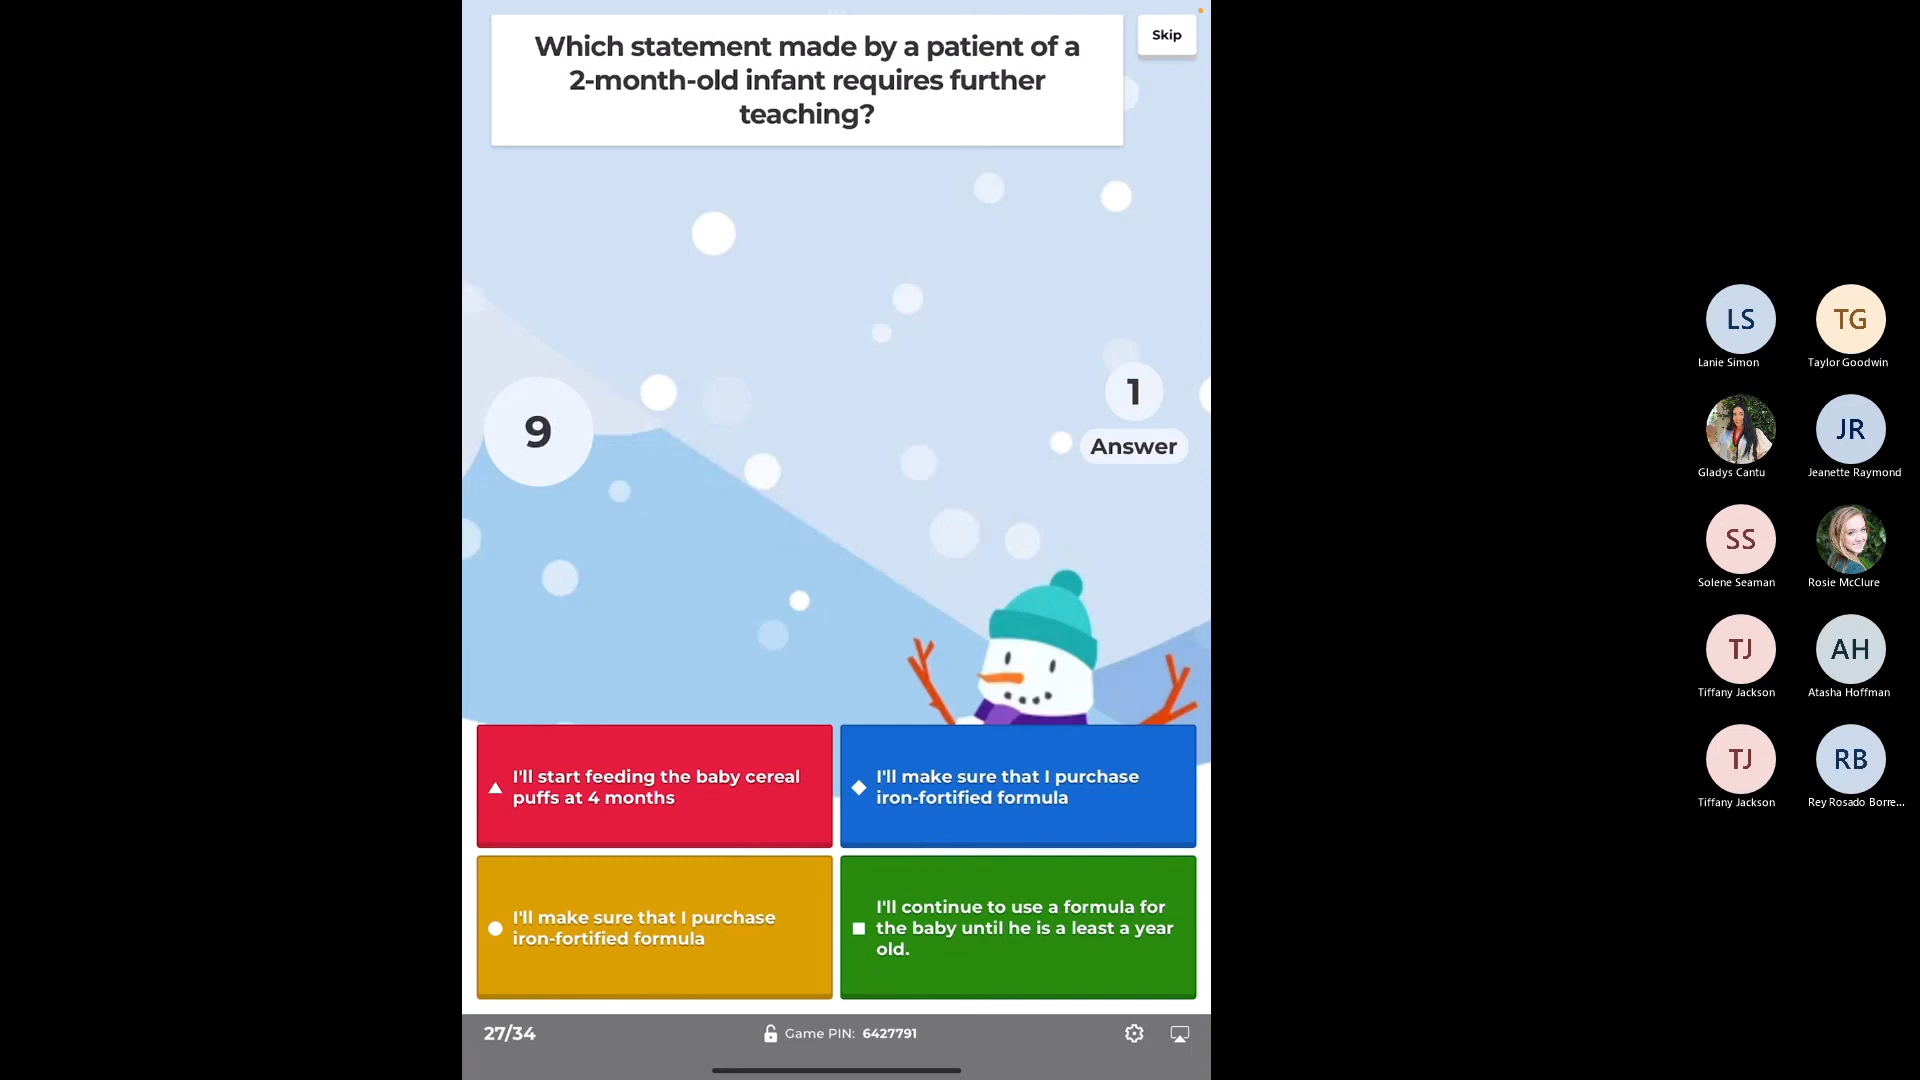 Which statement made by a patient of a
2-month-old infant requires further
teaching?
Skip
9
1
Answer
I'll start feeding the baby cereal
puffs at 4 months
I'll make sure that I purchase
iron-fortified formula
I'll make sure that I purchase
iron-fortified formula
I'll continue to use a formula for
the baby until he is a least a year
old.
27/34
Game PIN: 6427791
LS
Lanie Simon
TG
Taylor Goodwin
Gladys Cantu
JR
Jeanette Raymond
SS
Solene Seaman
Rosie McClure
TJ
Tiffany Jackson
AH
Atasha Hoffman
TJ
Tiffany Jackson
RB
Rey Rosado Borre...